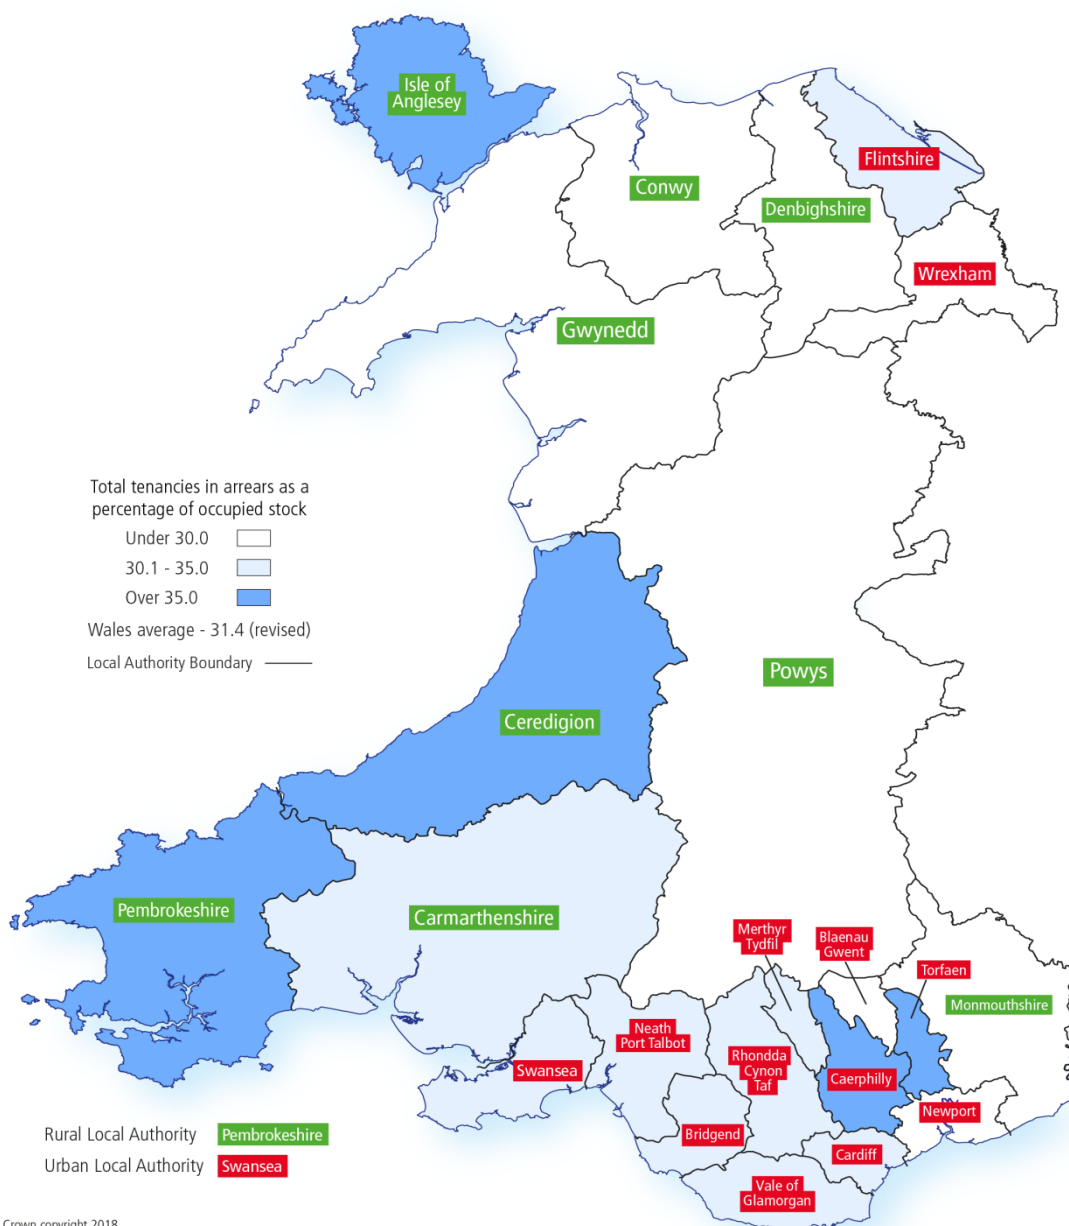 Isle of
Anglesey
Flintshire
Conwy
Denbighshire
Wrexham
Gwynedd
Total tenancies in arrears as a
percentage of occupied stock
Under 30.0
30.1 - 35.0
Over 35.0
Wales average - 31.4 (revised)
Local Authority Boundary
Powys
Ceredigion
Pembrokeshire
Carmarthenshire
Merthyr
Tydfil
Blaenau
Gwent
Torfaen
Monmouthshire
Neath
Port Talbot
Rhondda
Cynon
Taf
Swansea
Caerphilly
Newport
Bridgend
Cardiff
Vale of
Glamorgan
Rural Local Authority Pembrokeshire
Urban Local Authority Swansea
Crown copyright 2018